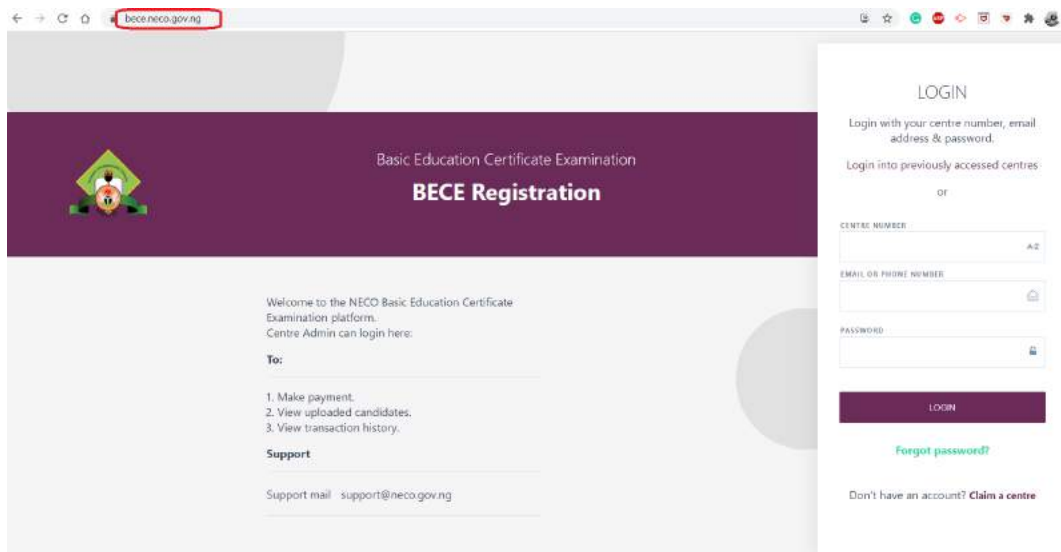 bece.neco.gov.ng
LOGIN
Login with your centre number, email
address & password.
Login into previously accessed centres
or
Basic Education Certificate Examination
BECE Registration
CENTRE NUMBER
A-Z
EMAIL OR PHONE NUMBER
PASSWORD
LOGIN
Forgot password?
Don't have an account? Claim a centre
Welcome to the NECO Basic Education Certificate
Examination platform.
Centre Admin can login here:
To:
1. Make payment.
2. View uploaded candidates.
3. View transaction history.
Support
Support mail support@neco.gov.ng